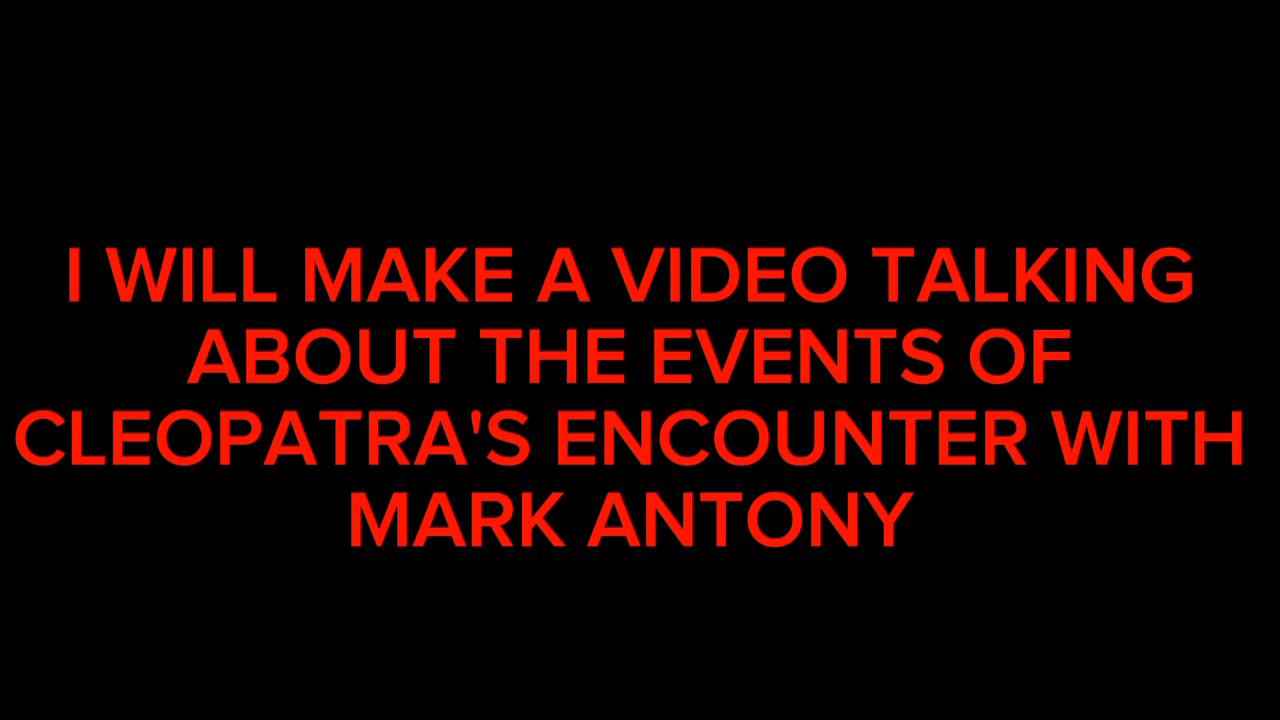 I WILL MAKE A VIDEO TALKING
ABOUT THE EVENTS OF
CLEOPATRA'S ENCOUNTER WITH
MARK ANTONY